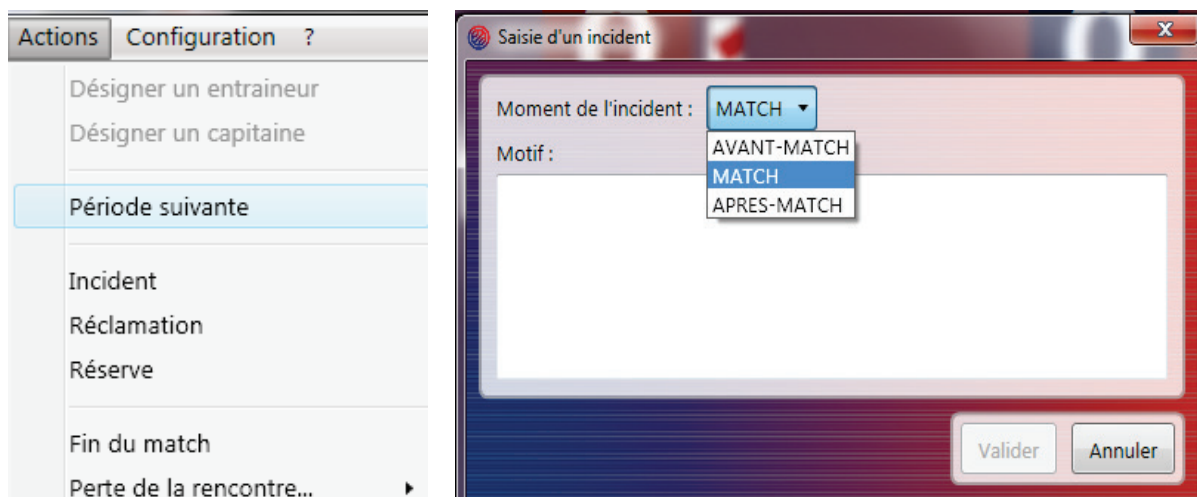 Actions Configuration ?
Désigner un entraineur
Désigner un capitaine
Période suivante
Incident
Réclamation
Réserve
Fin du match
Perte de la rencontre...
Saisie d'un incident
Moment de l'incident : MATCH
AVANT-MATCH
Motif :
MATCH
APRES-MATCH
Valider Annuler